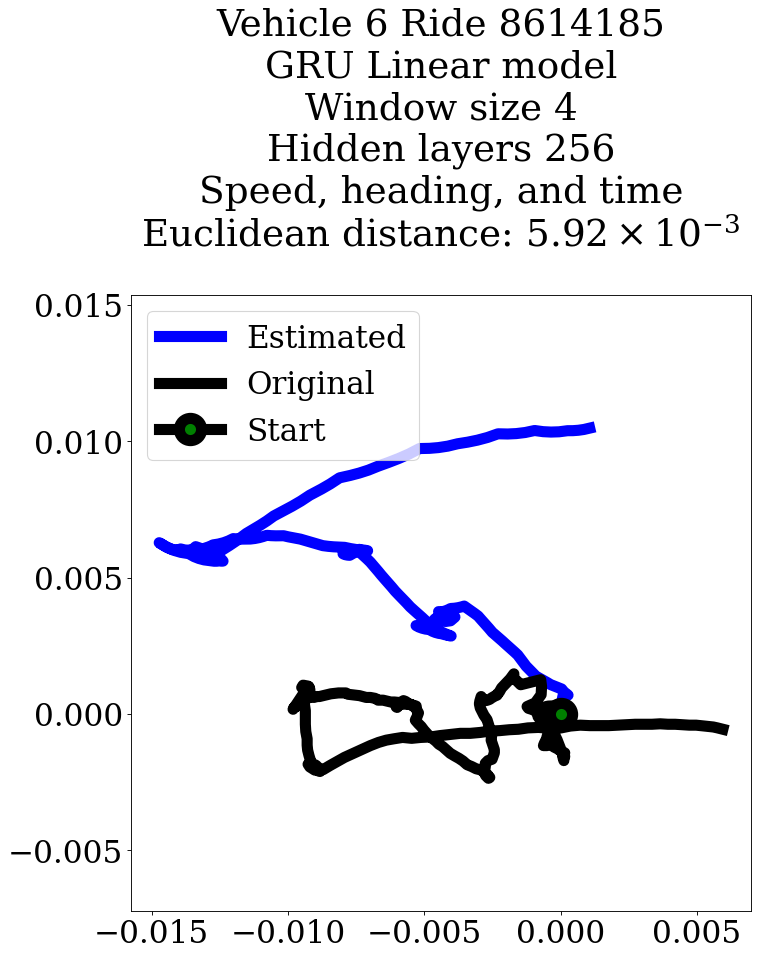 Vehicle 6 Ride 8614185
GRU Linear model
Window size 4
Hidden layers 256
Speed, heading, and time
Euclidean distance: 5.92 × 10⁻³
0.015
Estimated
Original
0.010
Start
0.005
0.000
−0.005
−0.015 −0.010 −0.005 0.000 0.005